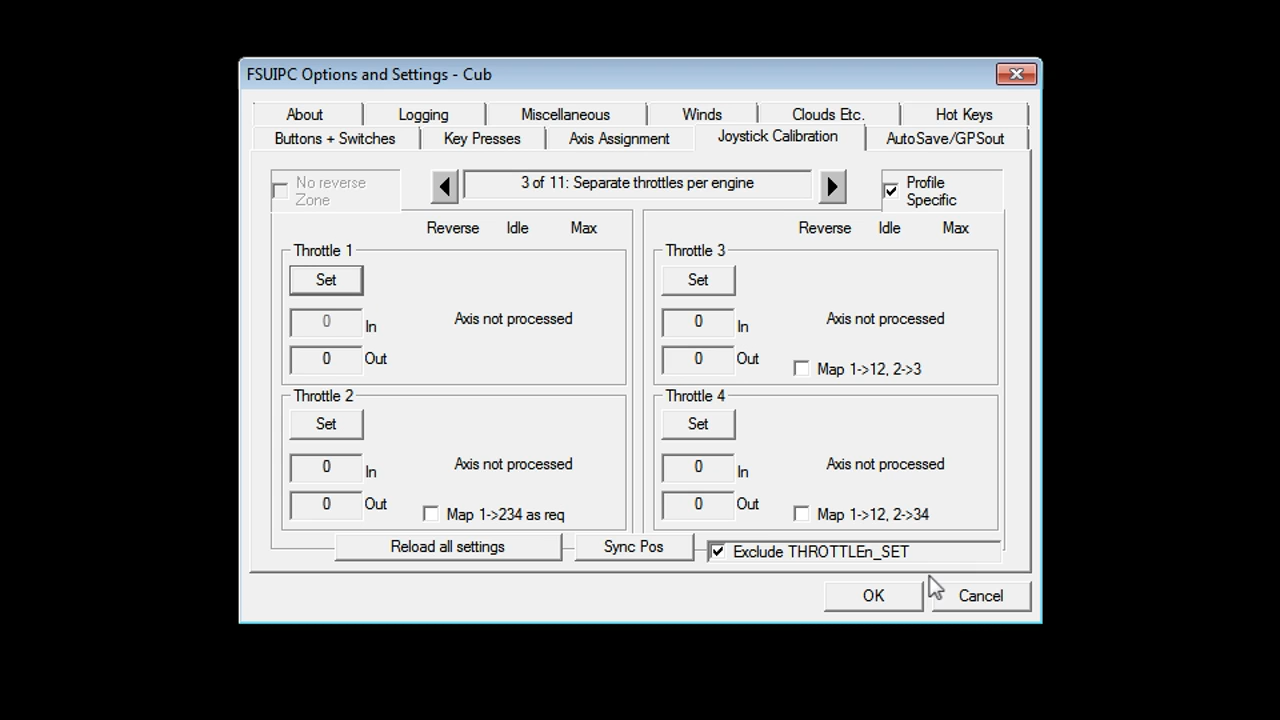 FSUIPC Options and Settings - Cub
About
Logging
Miscellaneous
Winds
Clouds Etc.
Hot Keys
Buttons + Switches
Key Presses
Axis Assignment
Joystick Calibration
AutoSave/GPSout
No reverse
Zone
3 of 11: Separate throttles per engine
Profile
Specific
Reverse Idle Max
Throttle 1
Set
0 In
Axis not processed
0 Out
Throttle 2
Set
0 In
Axis not processed
0 Out
Map 1->234 as req
Reverse Idle Max
Throttle 3
Set
0 In
Axis not processed
0 Out
Map 1->12, 2->3
Throttle 4
Set
0 In
Axis not processed
0 Out
Map 1->12, 2->34
Reload all settings
Sync Pos
Exclude THROTTLEn_SET
OK
Cancel